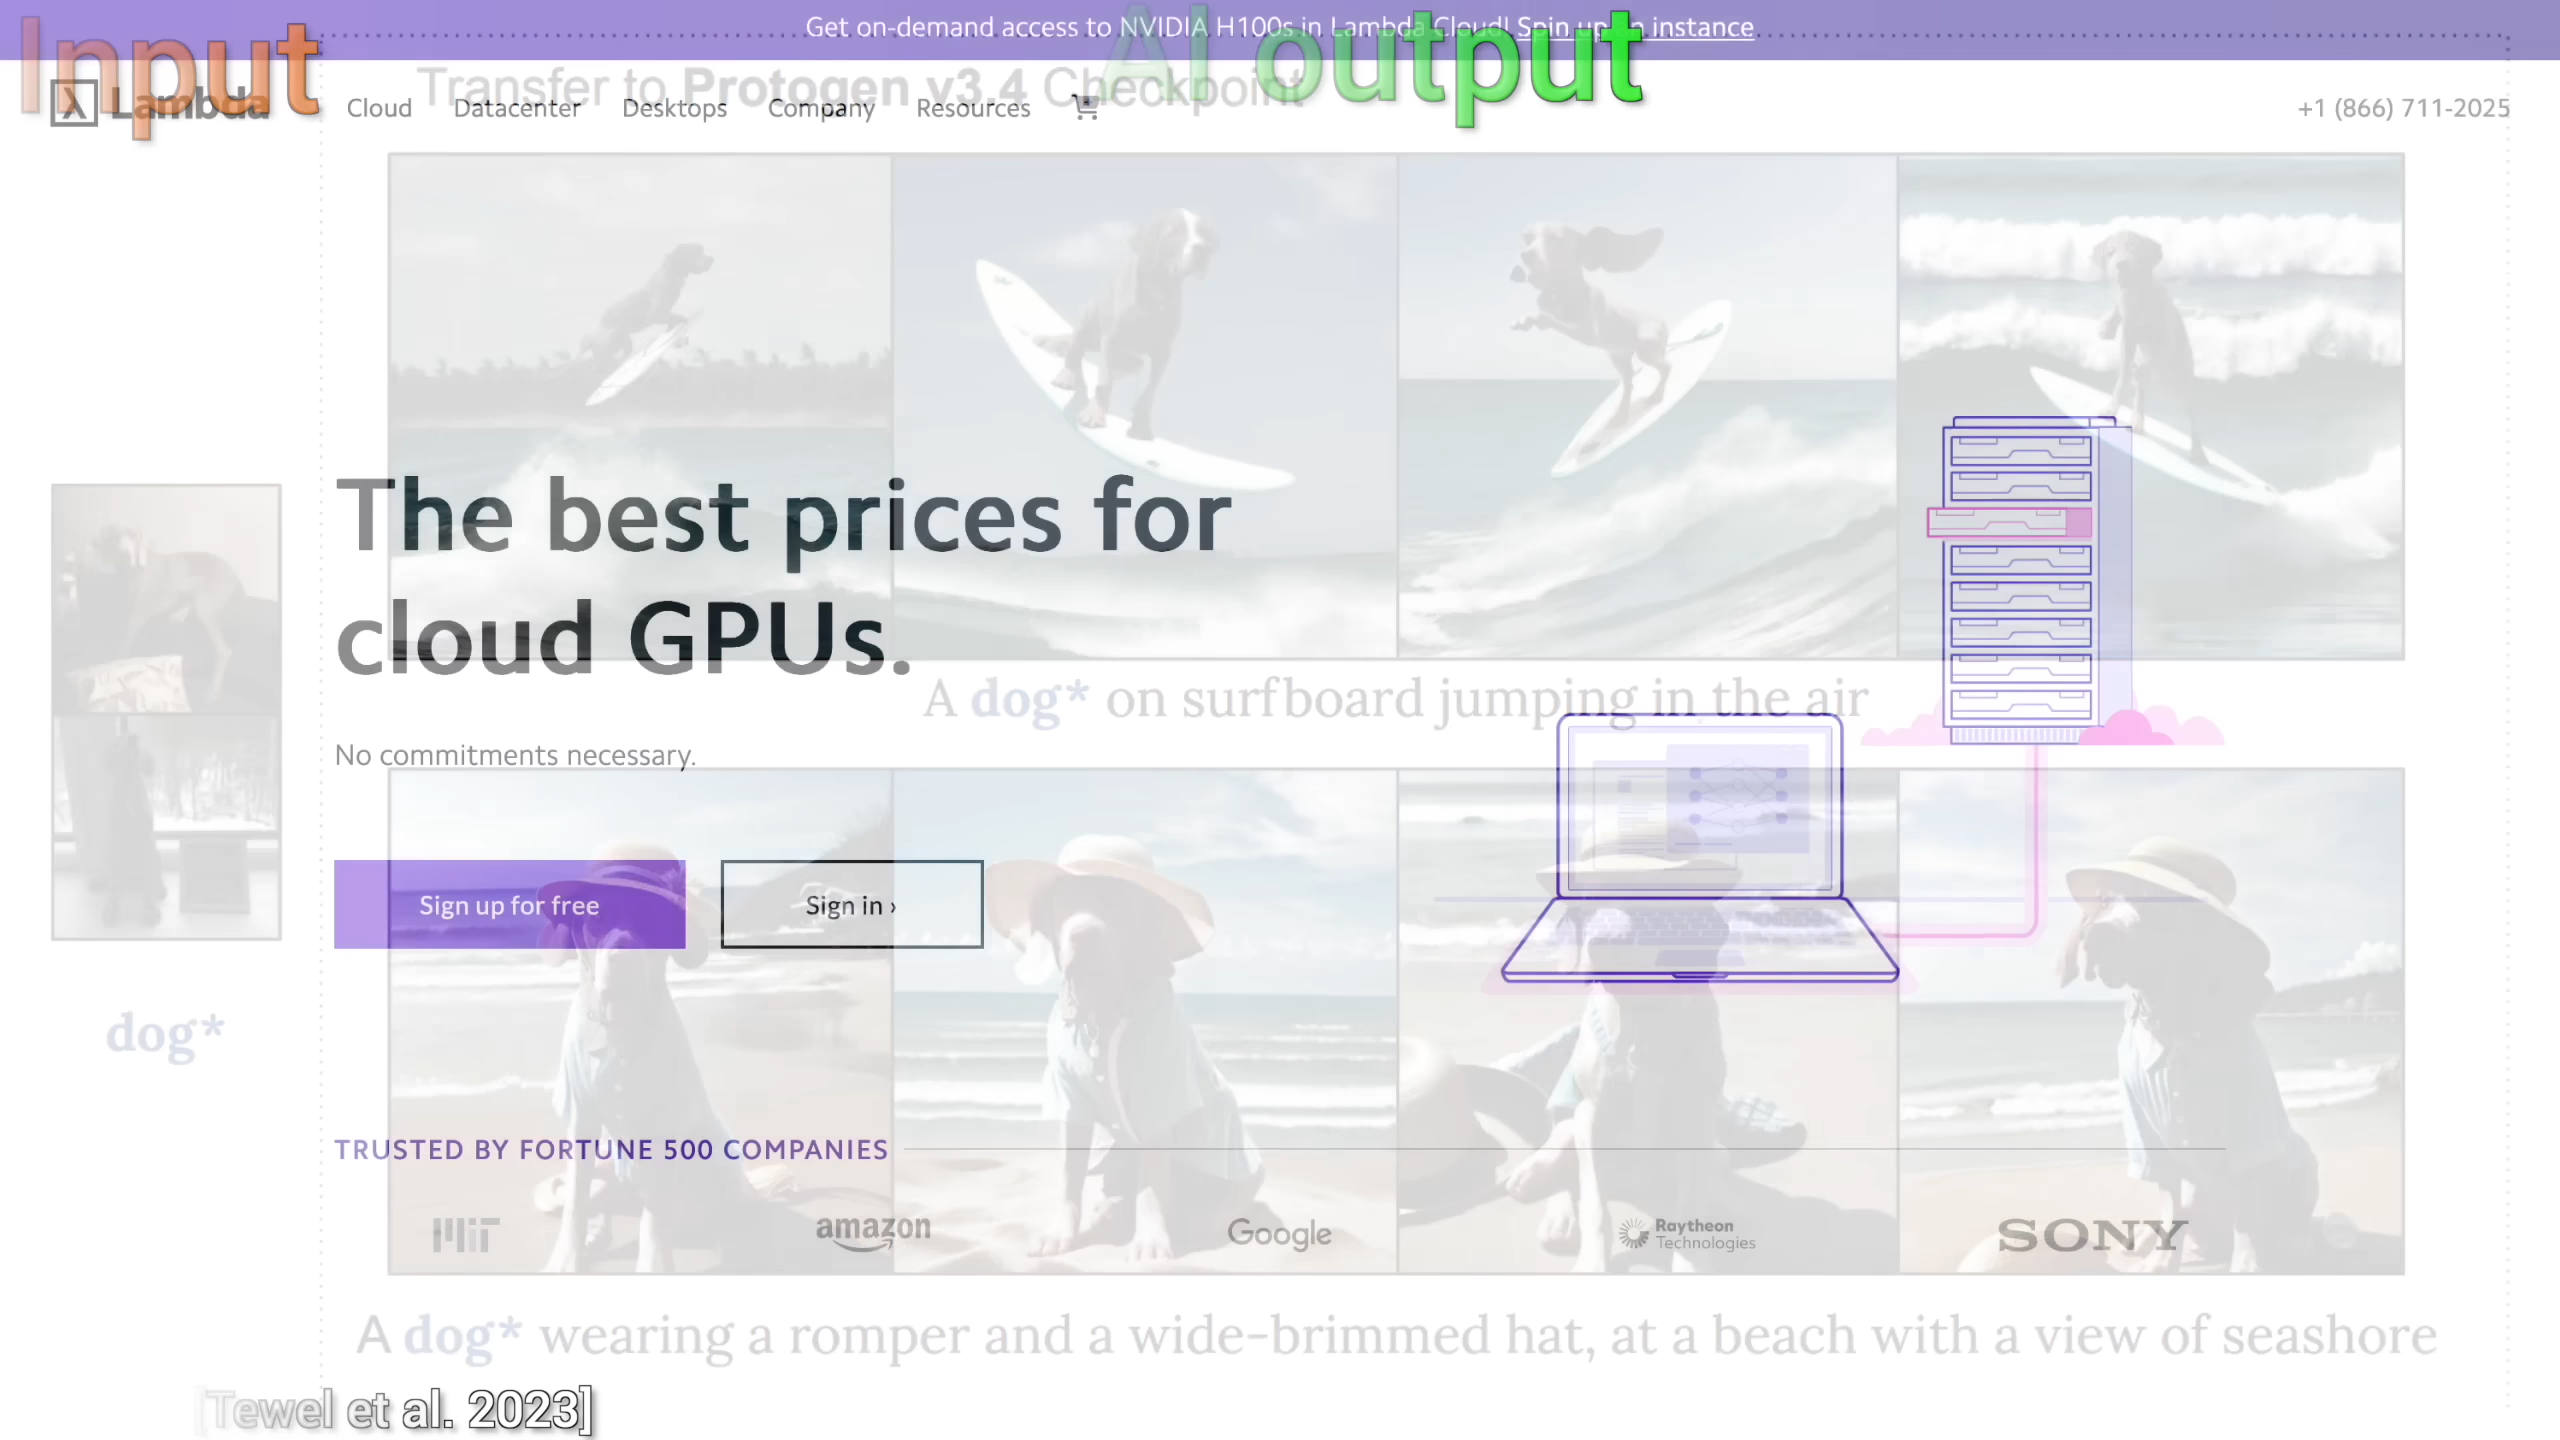 Get on-demand access to NVIDIA H100s in Lambda Cloud! Spin up an instance
Input
AI output
Transfer to Protogen v3.4 Checkpoint
Lambda
Cloud Datacenter Desktops Company Resources
+1 (866) 711-2025
The best prices for
cloud GPUs.
A dog* on surfboard jumping in the air
No commitments necessary.
Sign up for free
Sign in ›
dog*
TRUSTED BY FORTUNE 500 COMPANIES
MIT
amazon
Google
Raytheon
Technologies
SONY
A dog* wearing a romper and a wide-brimmed hat, at a beach with a view of seashore
[Tewel et al. 2023]